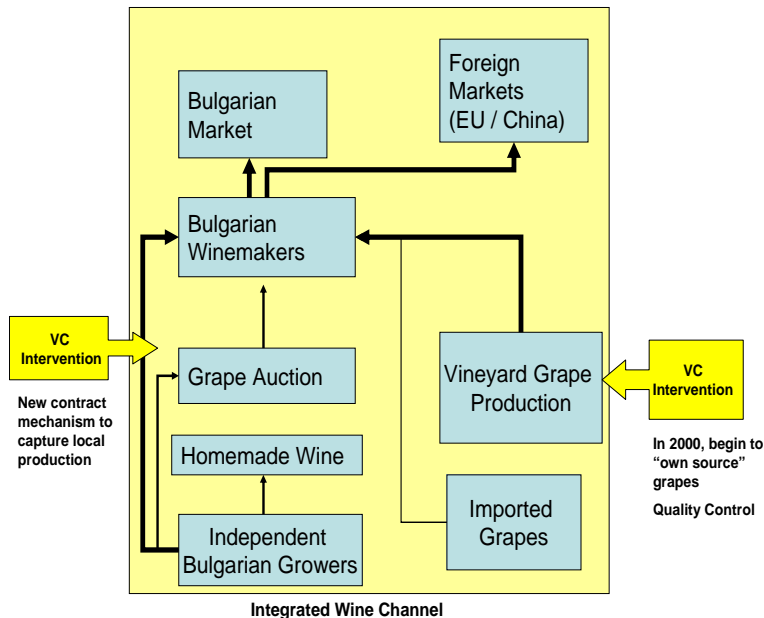 Foreign
Markets
(EU / China)
Bulgarian
Market
Bulgarian
Winemakers
VC
Intervention
New contract
mechanism to
capture local
production
Grape Auction
Vineyard Grape
Production
VC
Intervention
In 2000, begin to
“own source”
grapes
Quality Control
Homemade Wine
Imported
Grapes
Independent
Bulgarian Growers
Integrated Wine Channel